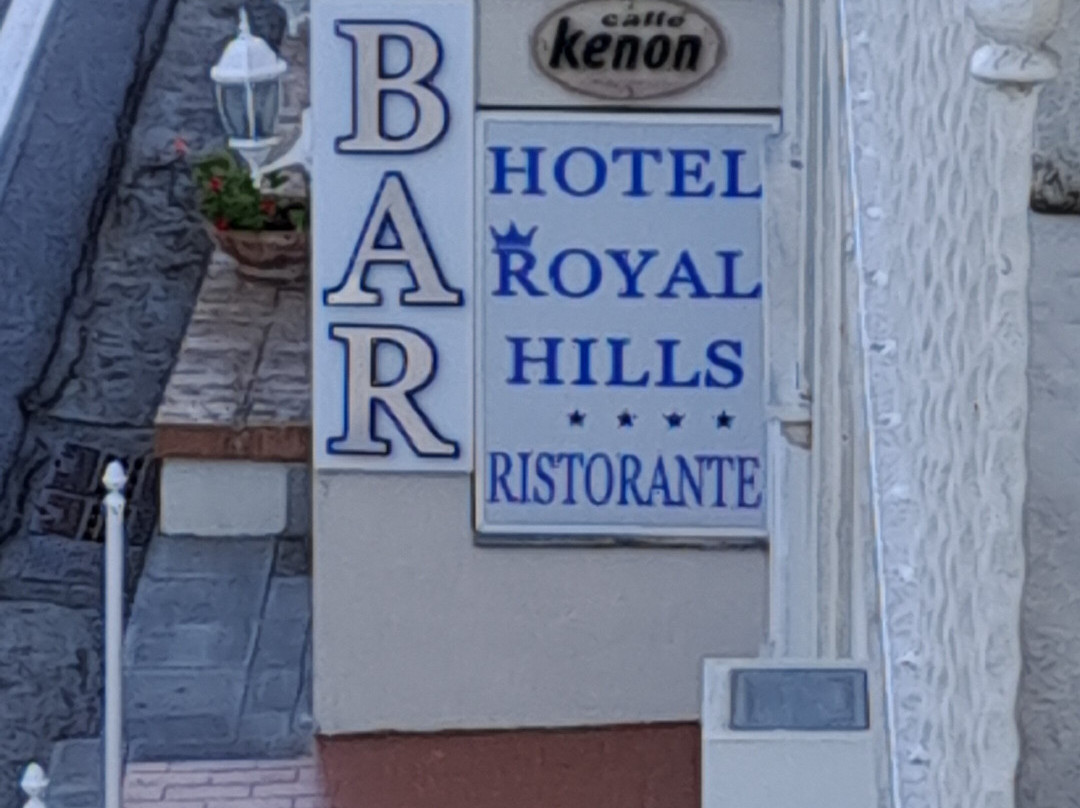 BAR
caffè
kenon
HOTEL
ROYAL
HILLS
RISTORANTE